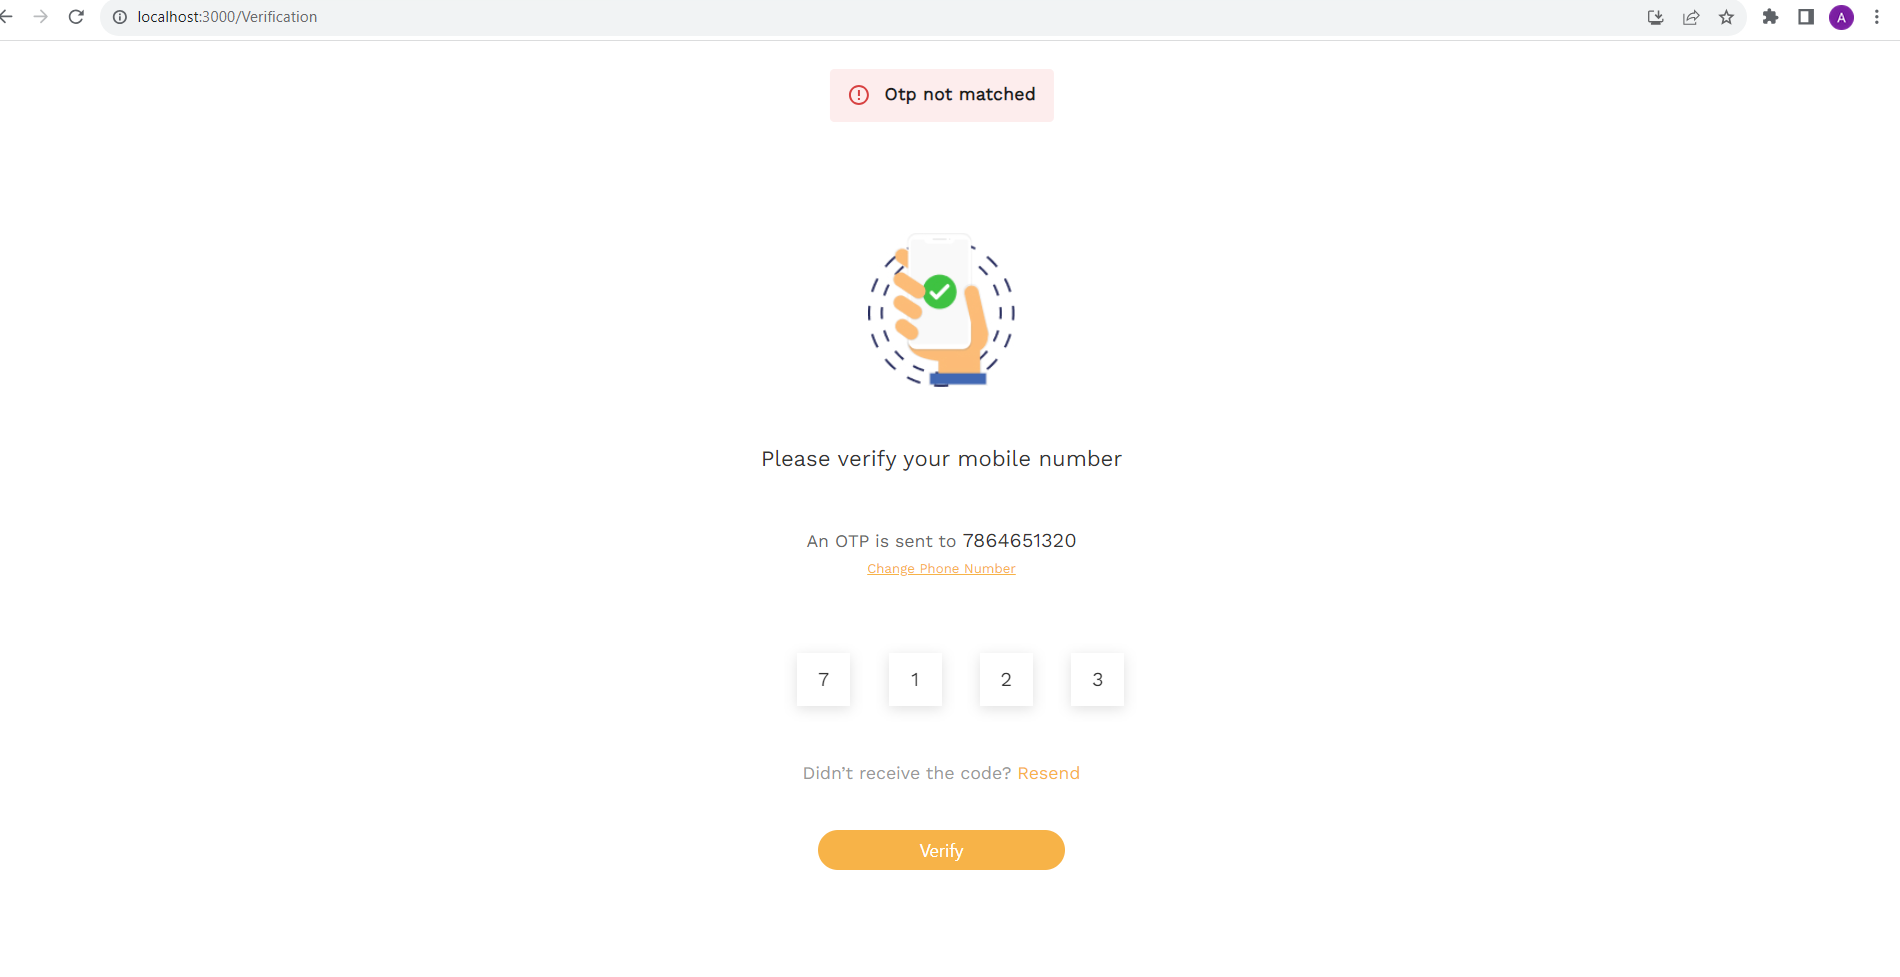 localhost:3000/Verification
A
Otp not matched
Please verify your mobile number
An OTP is sent to 7864651320
Change Phone Number
7 1 2 3
Didn’t receive the code? Resend
Verify